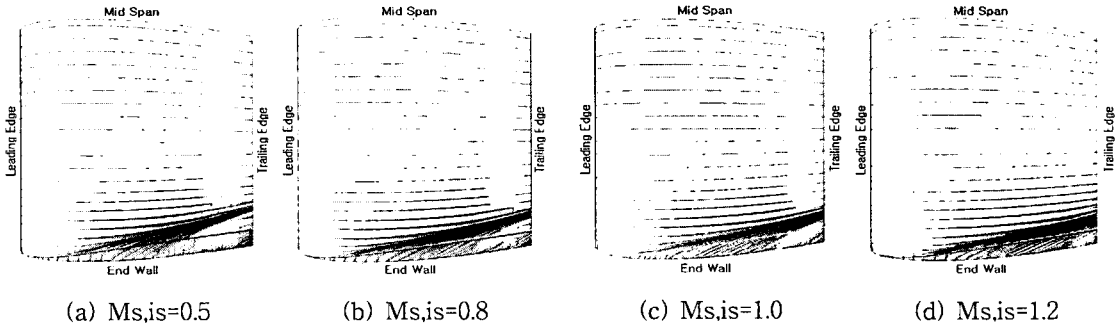 Mid Span
Leading Edge
Trailing Edge
End Wall
(a) Ms,is=0.5
Mid Span
Leading Edge
Trailing Edge
End Wall
(b) Ms,is=0.8
Mid Span
Leading Edge
Trailing Edge
End Wall
(c) Ms,is=1.0
Mid Span
Leading Edge
Trailing Edge
End Wall
(d) Ms,is=1.2